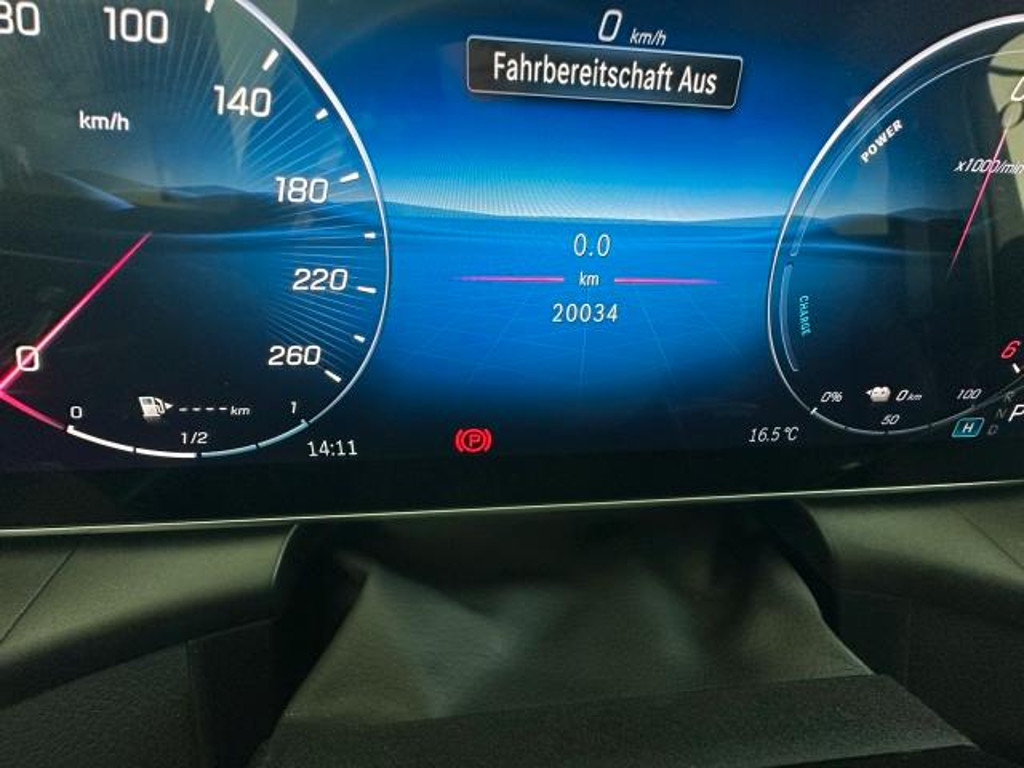 80
100
0 km/h
Fahrbereitschaft Aus
140
km/h
POWER
x1000/min
180
0.0
km
220
20034
CHARGE
260
0
6
0
---- km
1
1/2
0%
0 km
100
R
N
P
50
H
D
14:11
P
16.5 °C